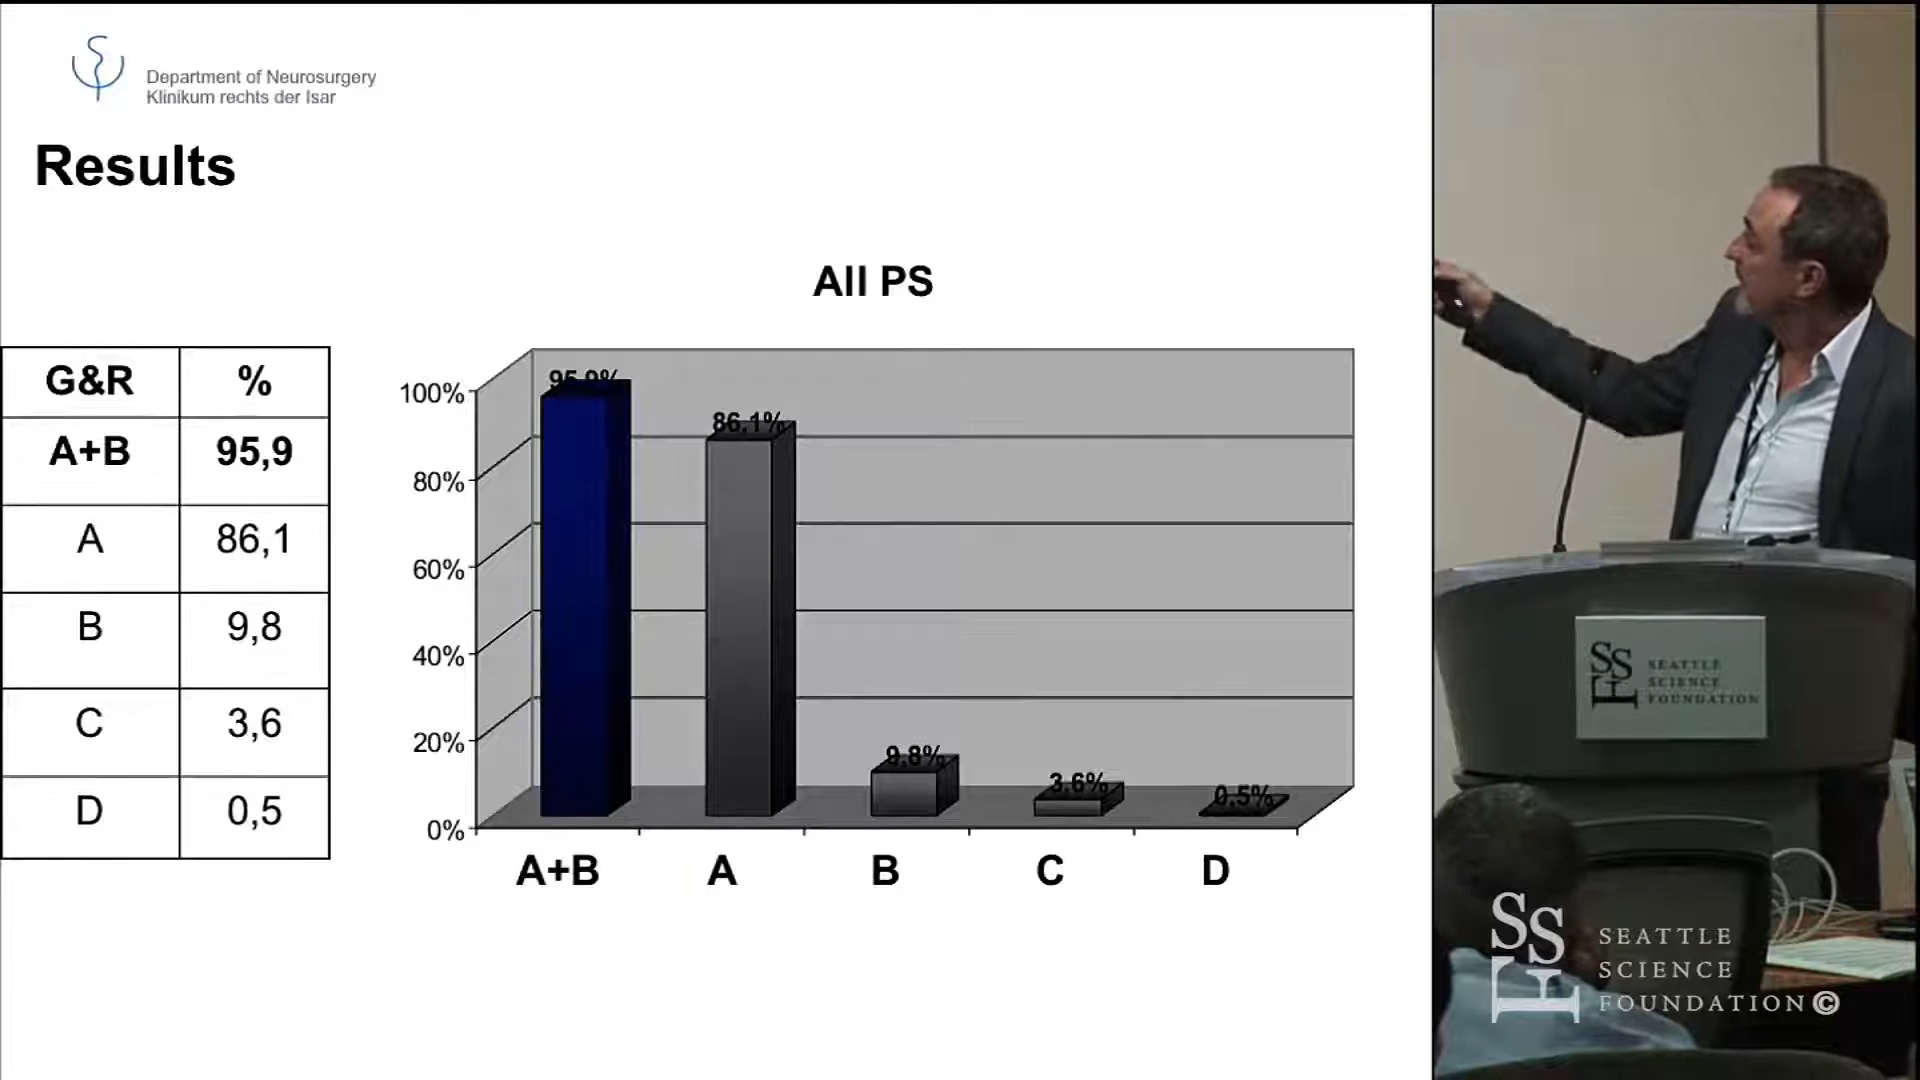 Department of Neurosurgery
Klinikum rechts der Isar
Results
All PS
G&R %
A+B 95,9
A 86,1
B 9,8
C 3,6
D 0,5
100%
80%
60%
40%
20%
0%
95.9%
86.1%
9.8%
3.6%
0.5%
A+B A B C D
SSF
SEATTLE
SCIENCE
FOUNDATION
SSF
SEATTLE
SCIENCE
FOUNDATION©